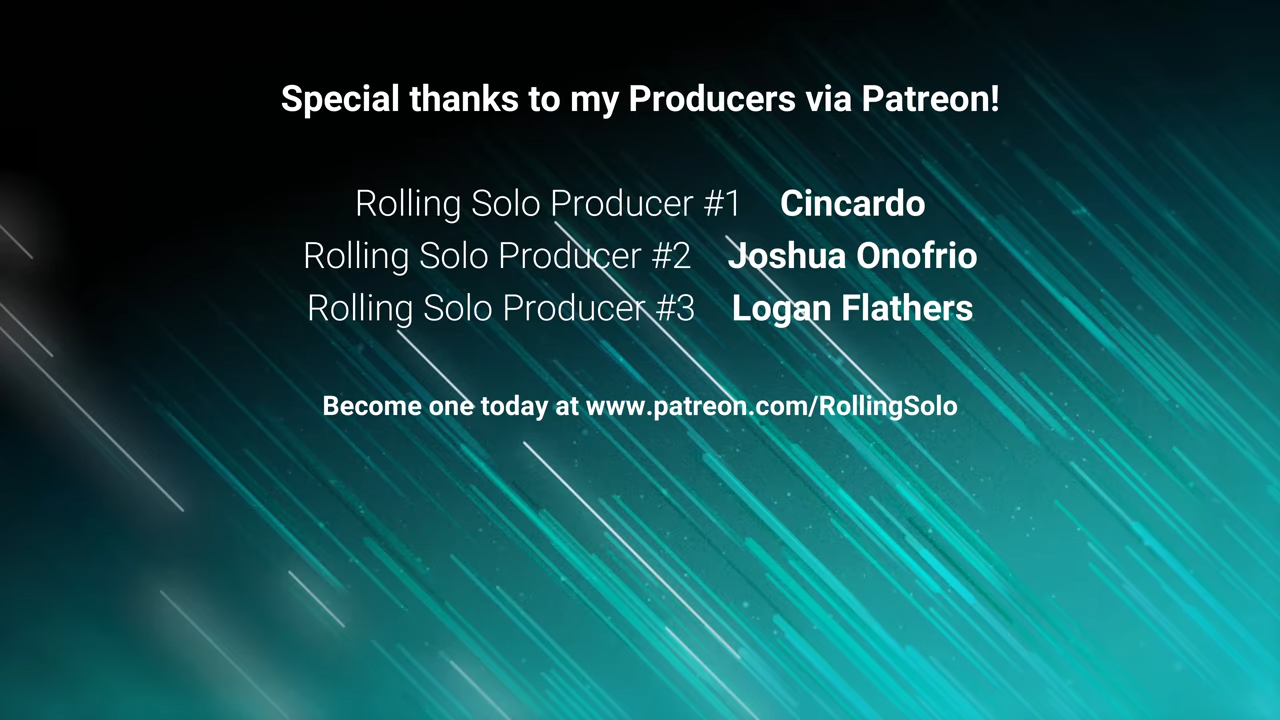 Special thanks to my Producers via Patreon!
Rolling Solo Producer #1 Cincardo
Rolling Solo Producer #2 Joshua Onofrio
Rolling Solo Producer #3 Logan Flathers
Become one today at www.patreon.com/RollingSolo